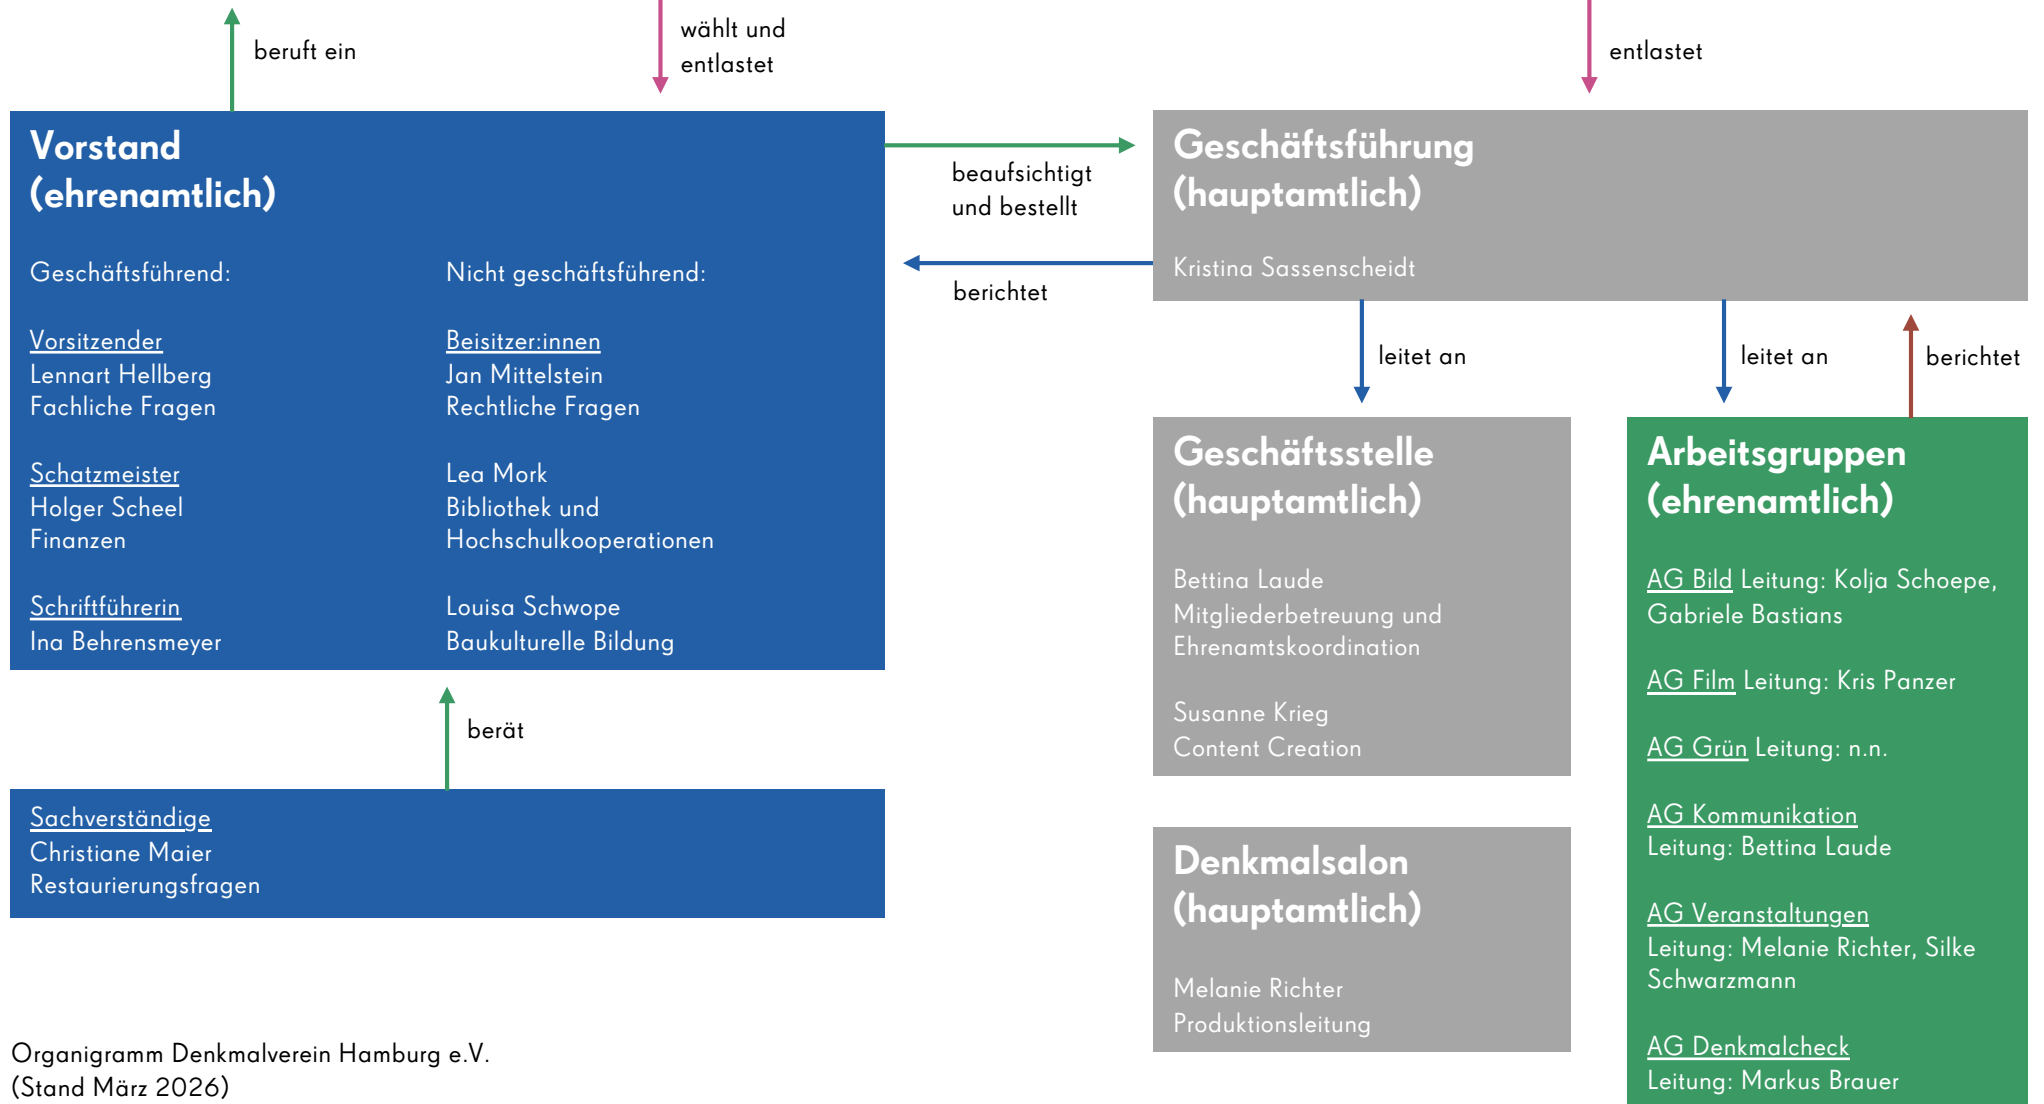 beruft ein
wählt und
entlastet
entlastet
Vorstand
(ehrenamtlich)
Geschäftsführend:
Vorsitzender
Lennart Hellberg
Fachliche Fragen
Schatzmeister
Holger Scheel
Finanzen
Schriftführerin
Ina Behrensmeyer
Nicht geschäftsführend:
Beisitzer:innen
Jan Mittelstein
Rechtliche Fragen
Lea Mork
Bibliothek und
Hochschulkooperationen
Louisa Schwope
Baukulturelle Bildung
beaufsichtigt
und bestellt
berichtet
Geschäftsführung
(hauptamtlich)
Kristina Sassenscheidt
leitet an
leitet an
berichtet
Geschäftsstelle
(hauptamtlich)
Bettina Laude
Mitgliederbetreuung und
Ehrenamtskoordination
Susanne Krieg
Content Creation
Arbeitsgruppen
(ehrenamtlich)
AG Bild Leitung: Kolja Schoepe,
Gabriele Bastians
AG Film Leitung: Kris Panzer
AG Grün Leitung: n.n.
AG Kommunikation
Leitung: Bettina Laude
AG Veranstaltungen
Leitung: Melanie Richter, Silke
Schwarzmann
AG Denkmalcheck
Leitung: Markus Brauer
berät
Sachverständige
Christiane Maier
Restaurierungsfragen
Denkmalsalon
(hauptamtlich)
Melanie Richter
Produktionsleitung
Organigramm Denkmalverein Hamburg e.V.
(Stand März 2026)